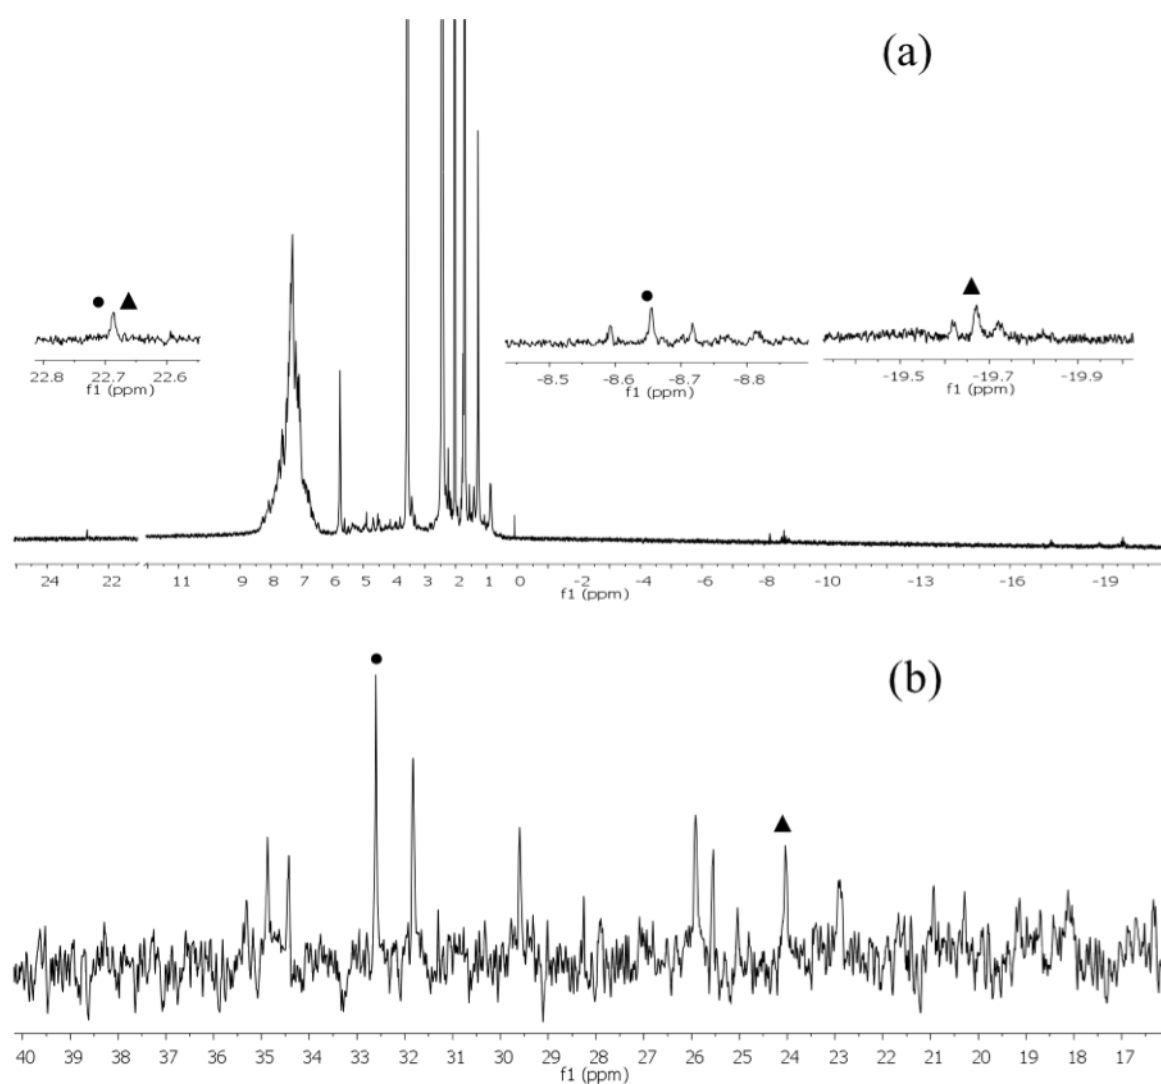 (a)
22.8 22.7 22.6
f1 (ppm)
-8.5 -8.6 -8.7 -8.8
f1 (ppm)
-19.5 -19.7 -19.9
f1 (ppm)
24 22 11 9 8 7 6 5 4 3 2 1 0 -2 -4 -6 -8 -10 -13 -16 -19
f1 (ppm)
(b)
40 39 38 37 36 35 34 33 32 31 30 29 28 27 26 25 24 23 22 21 20 19 18 17
f1 (ppm)